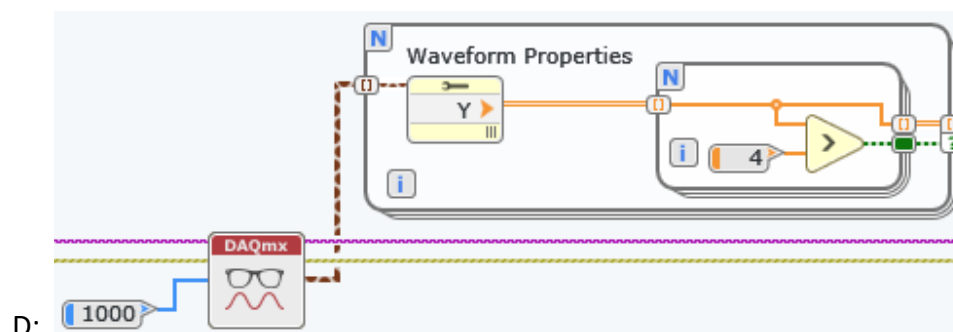 N
Waveform Properties
N
[]
Y
[]
[]
[]
i
4
>
?
i
DAQmx
1000
D: